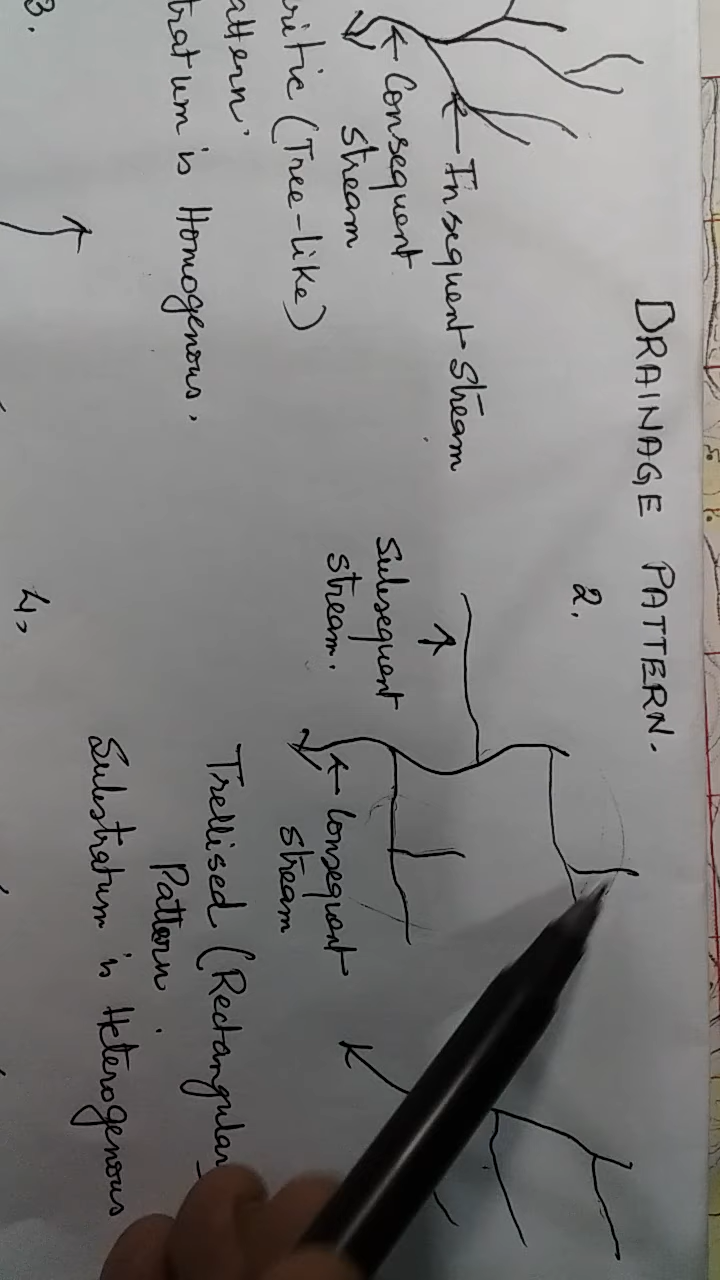 DRAINAGE PATTERN.
Insequent Stream
Consequent
Stream
ritic (Tree-like)
attern.
tratum is Homogenous.
3.
2.
Subsequent
Stream.
Consequent
Stream
Trellised (Rectangular
Pattern.
Substratum is Heterogenous
4.